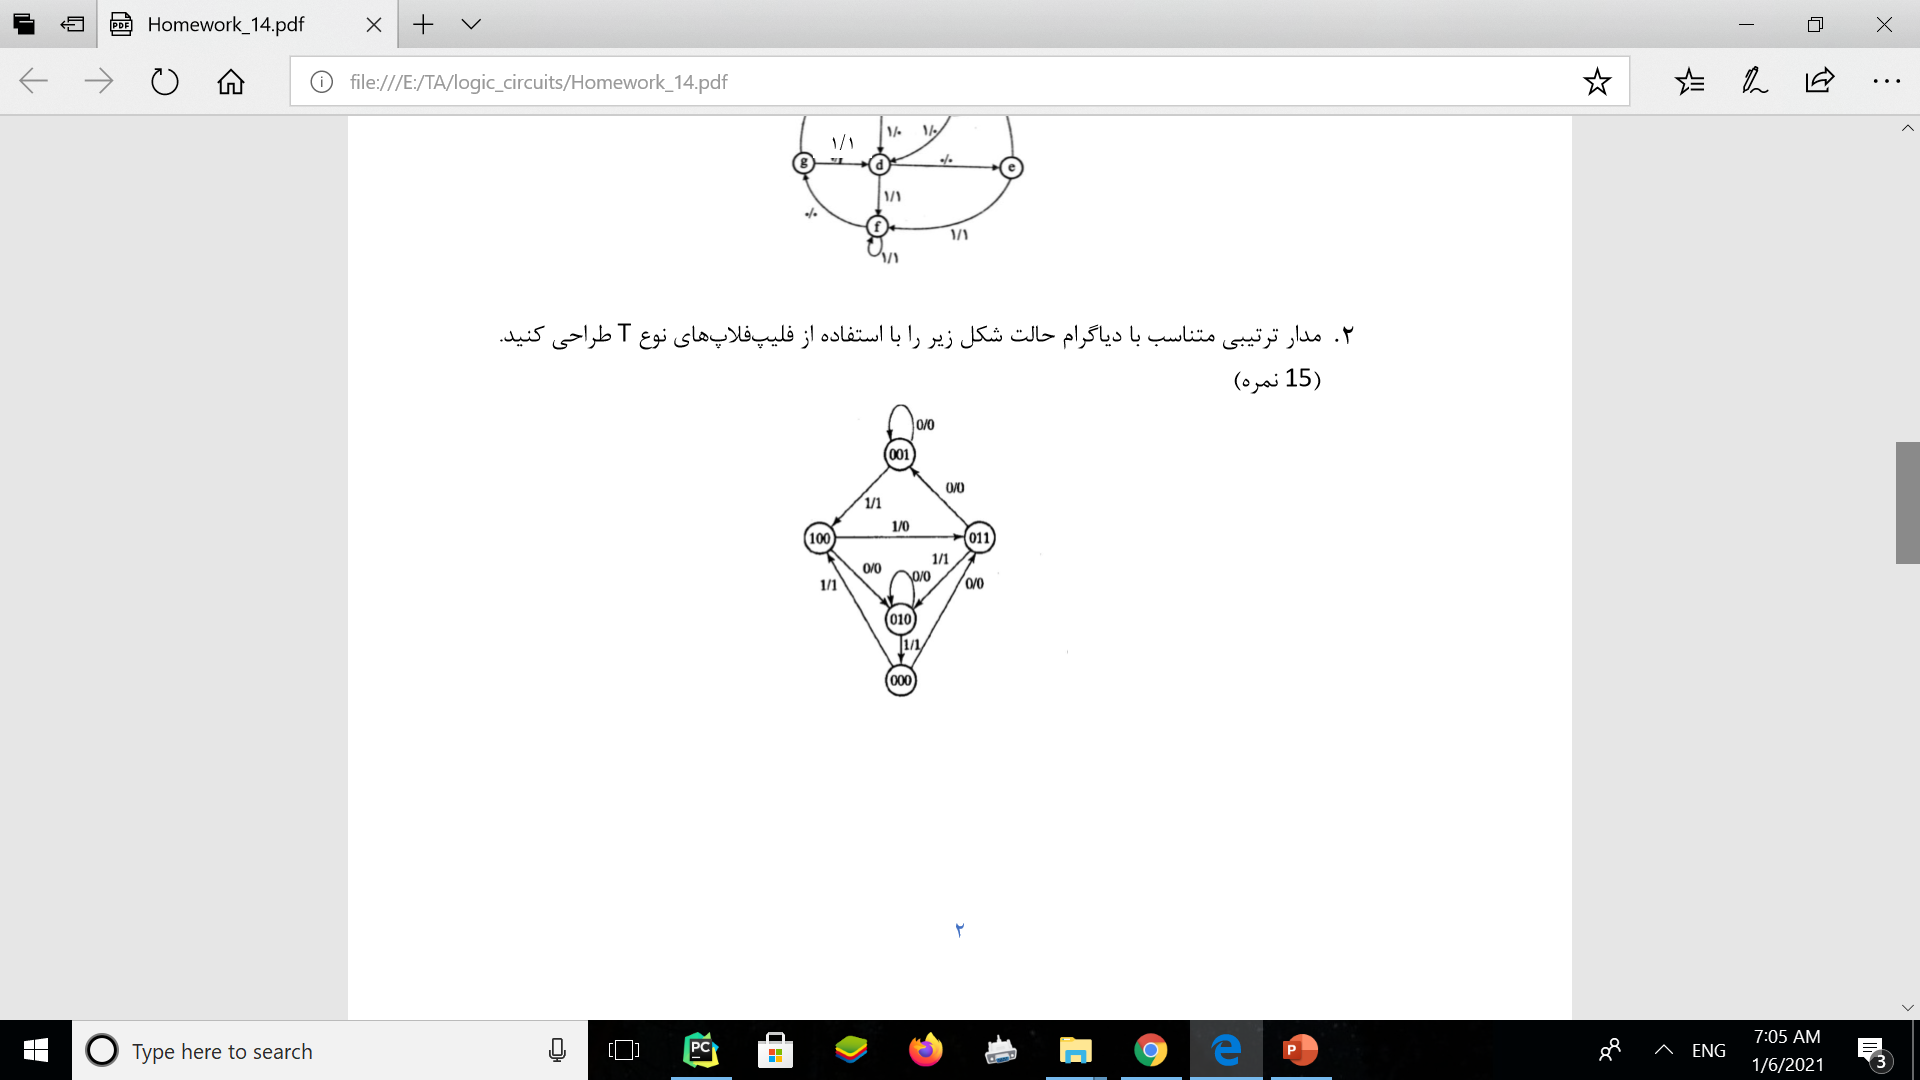 Homework_14.pdf
file:///E:/TA/logic_circuits/Homework_14.pdf
۱/۰ ۱/۰
۱/۱
g d ۰/۰ e
۱/۱
۰/۰
f
۱/۱
۱/۱
۲. مدار ترتیبی متناسب با دیاگرام حالت شکل زیر را با استفاده از فلیپ‌فلاپ‌های نوع T طراحی کنید.
(15 نمره)
0/0
001
0/0
1/1
100 1/0 011
1/1
0/0 0/0
1/1 0/0
010
1/1
000
۲
Type here to search
PC
P
ENG
7:05 AM
1/6/2021
3